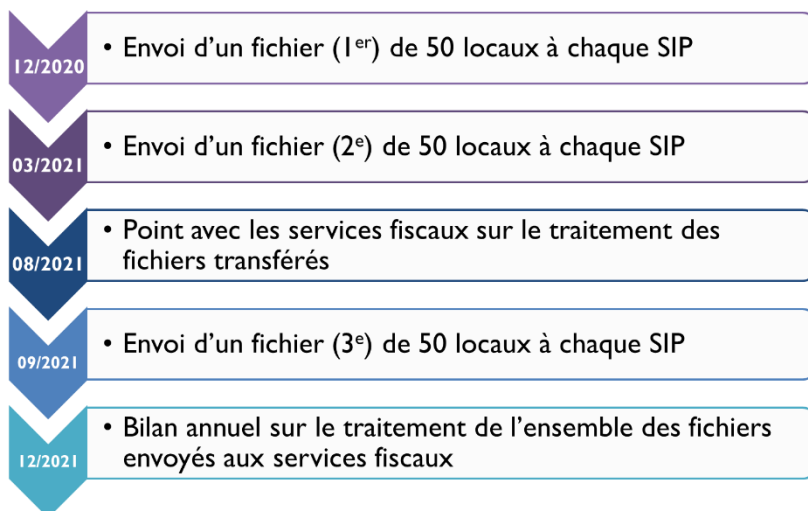 12/2020
• Envoi d'un fichier (1er) de 50 locaux à chaque SIP
03/2021
• Envoi d'un fichier (2e) de 50 locaux à chaque SIP
08/2021
• Point avec les services fiscaux sur le traitement des
fichiers transférés
09/2021
• Envoi d'un fichier (3e) de 50 locaux à chaque SIP
12/2021
• Bilan annuel sur le traitement de l'ensemble des fichiers
envoyés aux services fiscaux